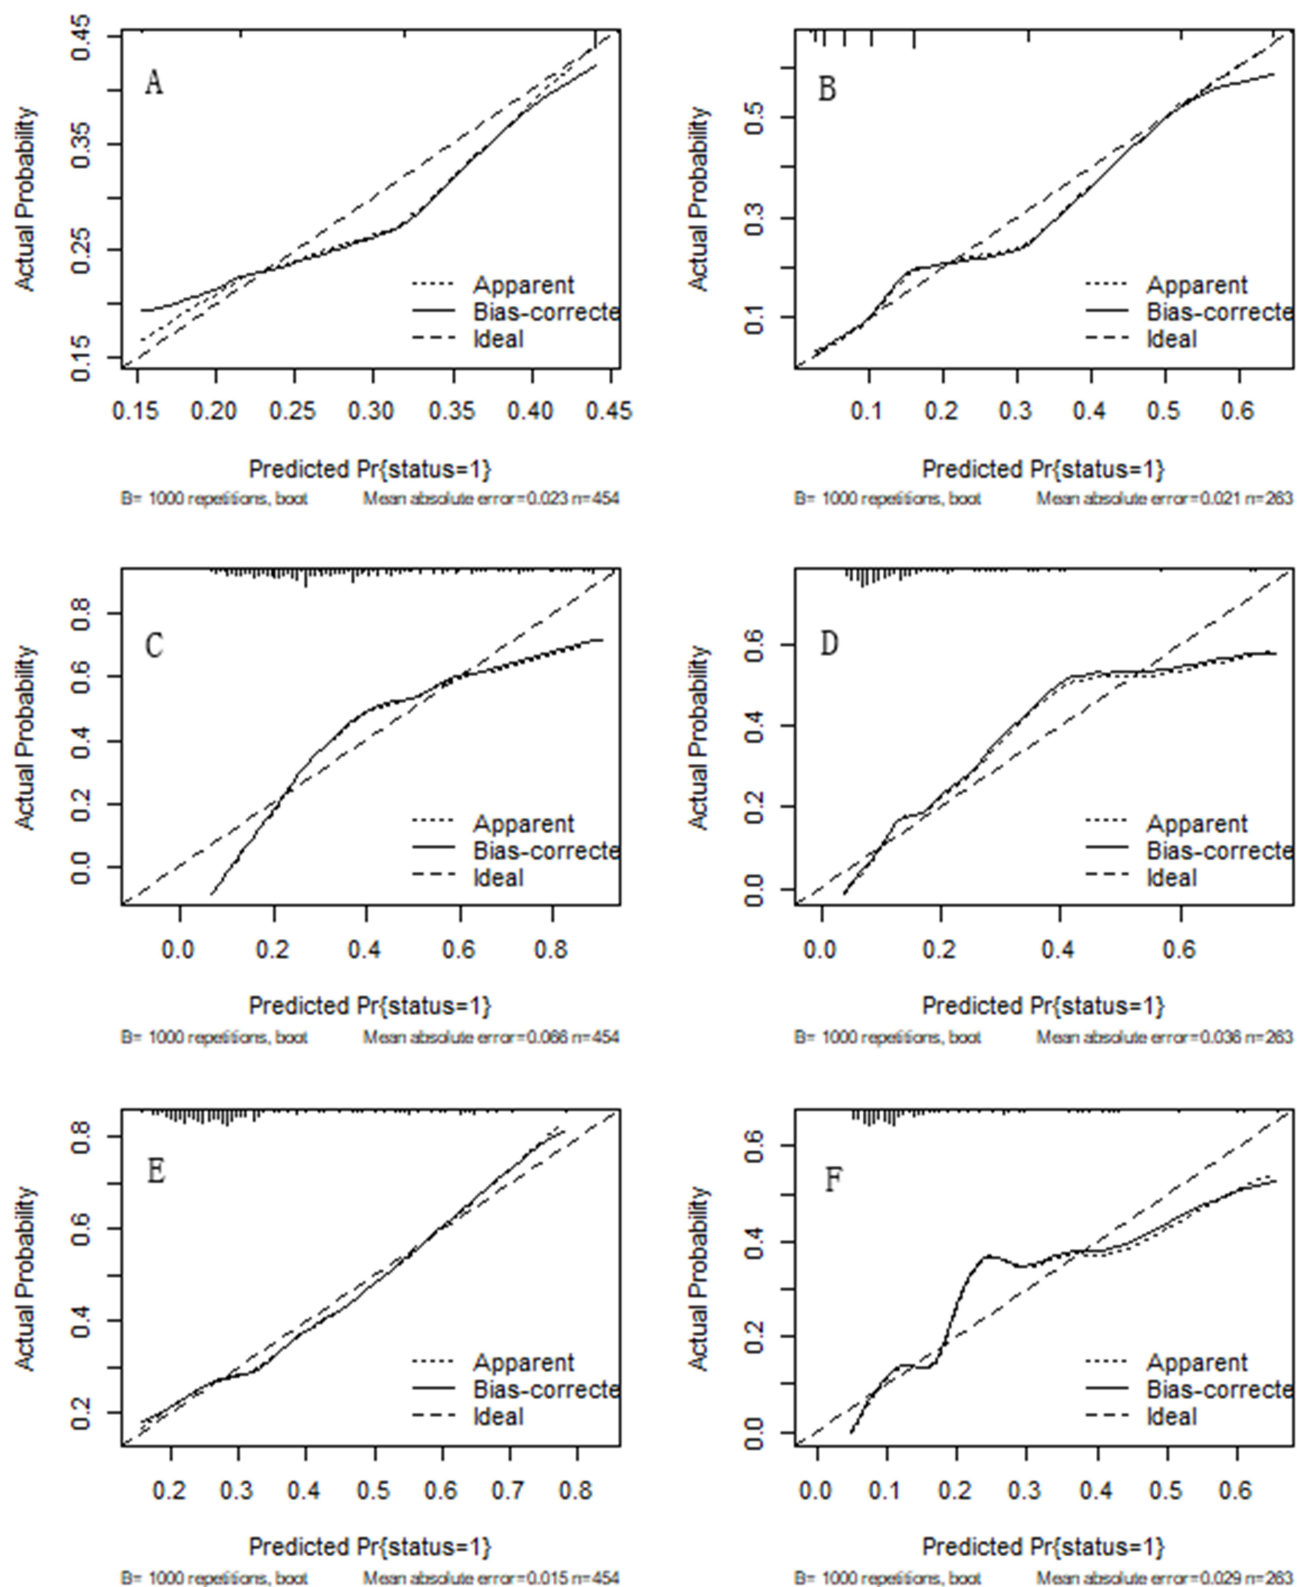 A
Actual Probability
0.45
0.35
0.25
0.15
Apparent
Bias-correcte
Ideal
0.15 0.20 0.25 0.30 0.35 0.40 0.45
Predicted Pr{status=1}
B= 1000 repetitions, boot Mean absolute error=0.023 n=454
B
Actual Probability
0.5
0.3
0.1
Apparent
Bias-correcte
Ideal
0.1 0.2 0.3 0.4 0.5 0.6
Predicted Pr{status=1}
B= 1000 repetitions, boot Mean absolute error=0.021 n=263
C
Actual Probability
0.8
0.6
0.4
0.2
0.0
Apparent
Bias-correcte
Ideal
0.0 0.2 0.4 0.6 0.8
Predicted Pr{status=1}
B= 1000 repetitions, boot Mean absolute error=0.066 n=454
D
Actual Probability
0.6
0.4
0.2
0.0
Apparent
Bias-correcte
Ideal
0.0 0.2 0.4 0.6
Predicted Pr{status=1}
B= 1000 repetitions, boot Mean absolute error=0.036 n=263
E
Actual Probability
0.8
0.6
0.4
0.2
Apparent
Bias-correcte
Ideal
0.2 0.3 0.4 0.5 0.6 0.7 0.8
Predicted Pr{status=1}
B= 1000 repetitions, boot Mean absolute error=0.015 n=454
F
Actual Probability
0.6
0.4
0.2
0.0
Apparent
Bias-correcte
Ideal
0.0 0.1 0.2 0.3 0.4 0.5 0.6
Predicted Pr{status=1}
B= 1000 repetitions, boot Mean absolute error=0.029 n=263